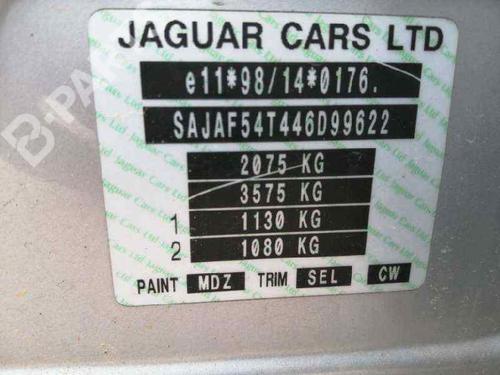 JAGUAR CARS LTD
e11*98/14*0176.
SAJAF54T446D99622
2075 KG
3575 KG
1 1130 KG
2 1080 KG
PAINT MDZ TRIM SEL CW
B-PA